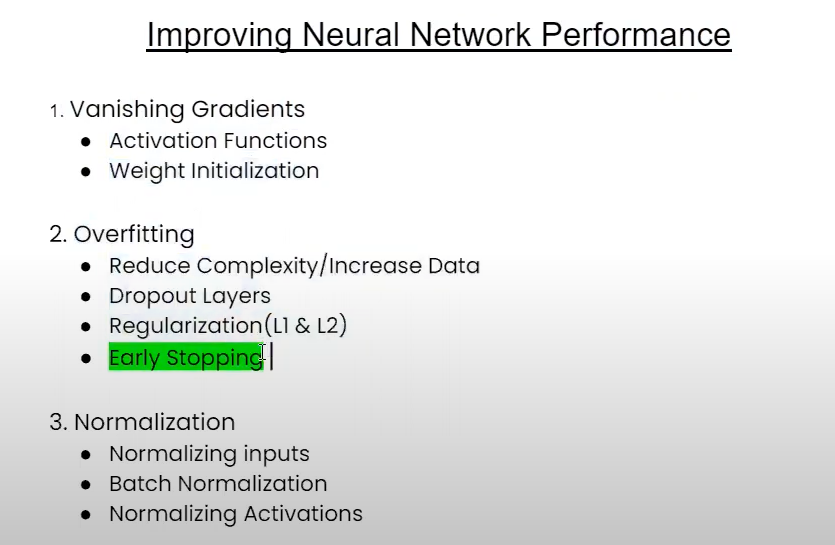 Improving Neural Network Performance
1. Vanishing Gradients
● Activation Functions
● Weight Initialization
2. Overfitting
● Reduce Complexity/Increase Data
● Dropout Layers
● Regularization(L1 & L2)
● Early Stopping
3. Normalization
● Normalizing inputs
● Batch Normalization
● Normalizing Activations